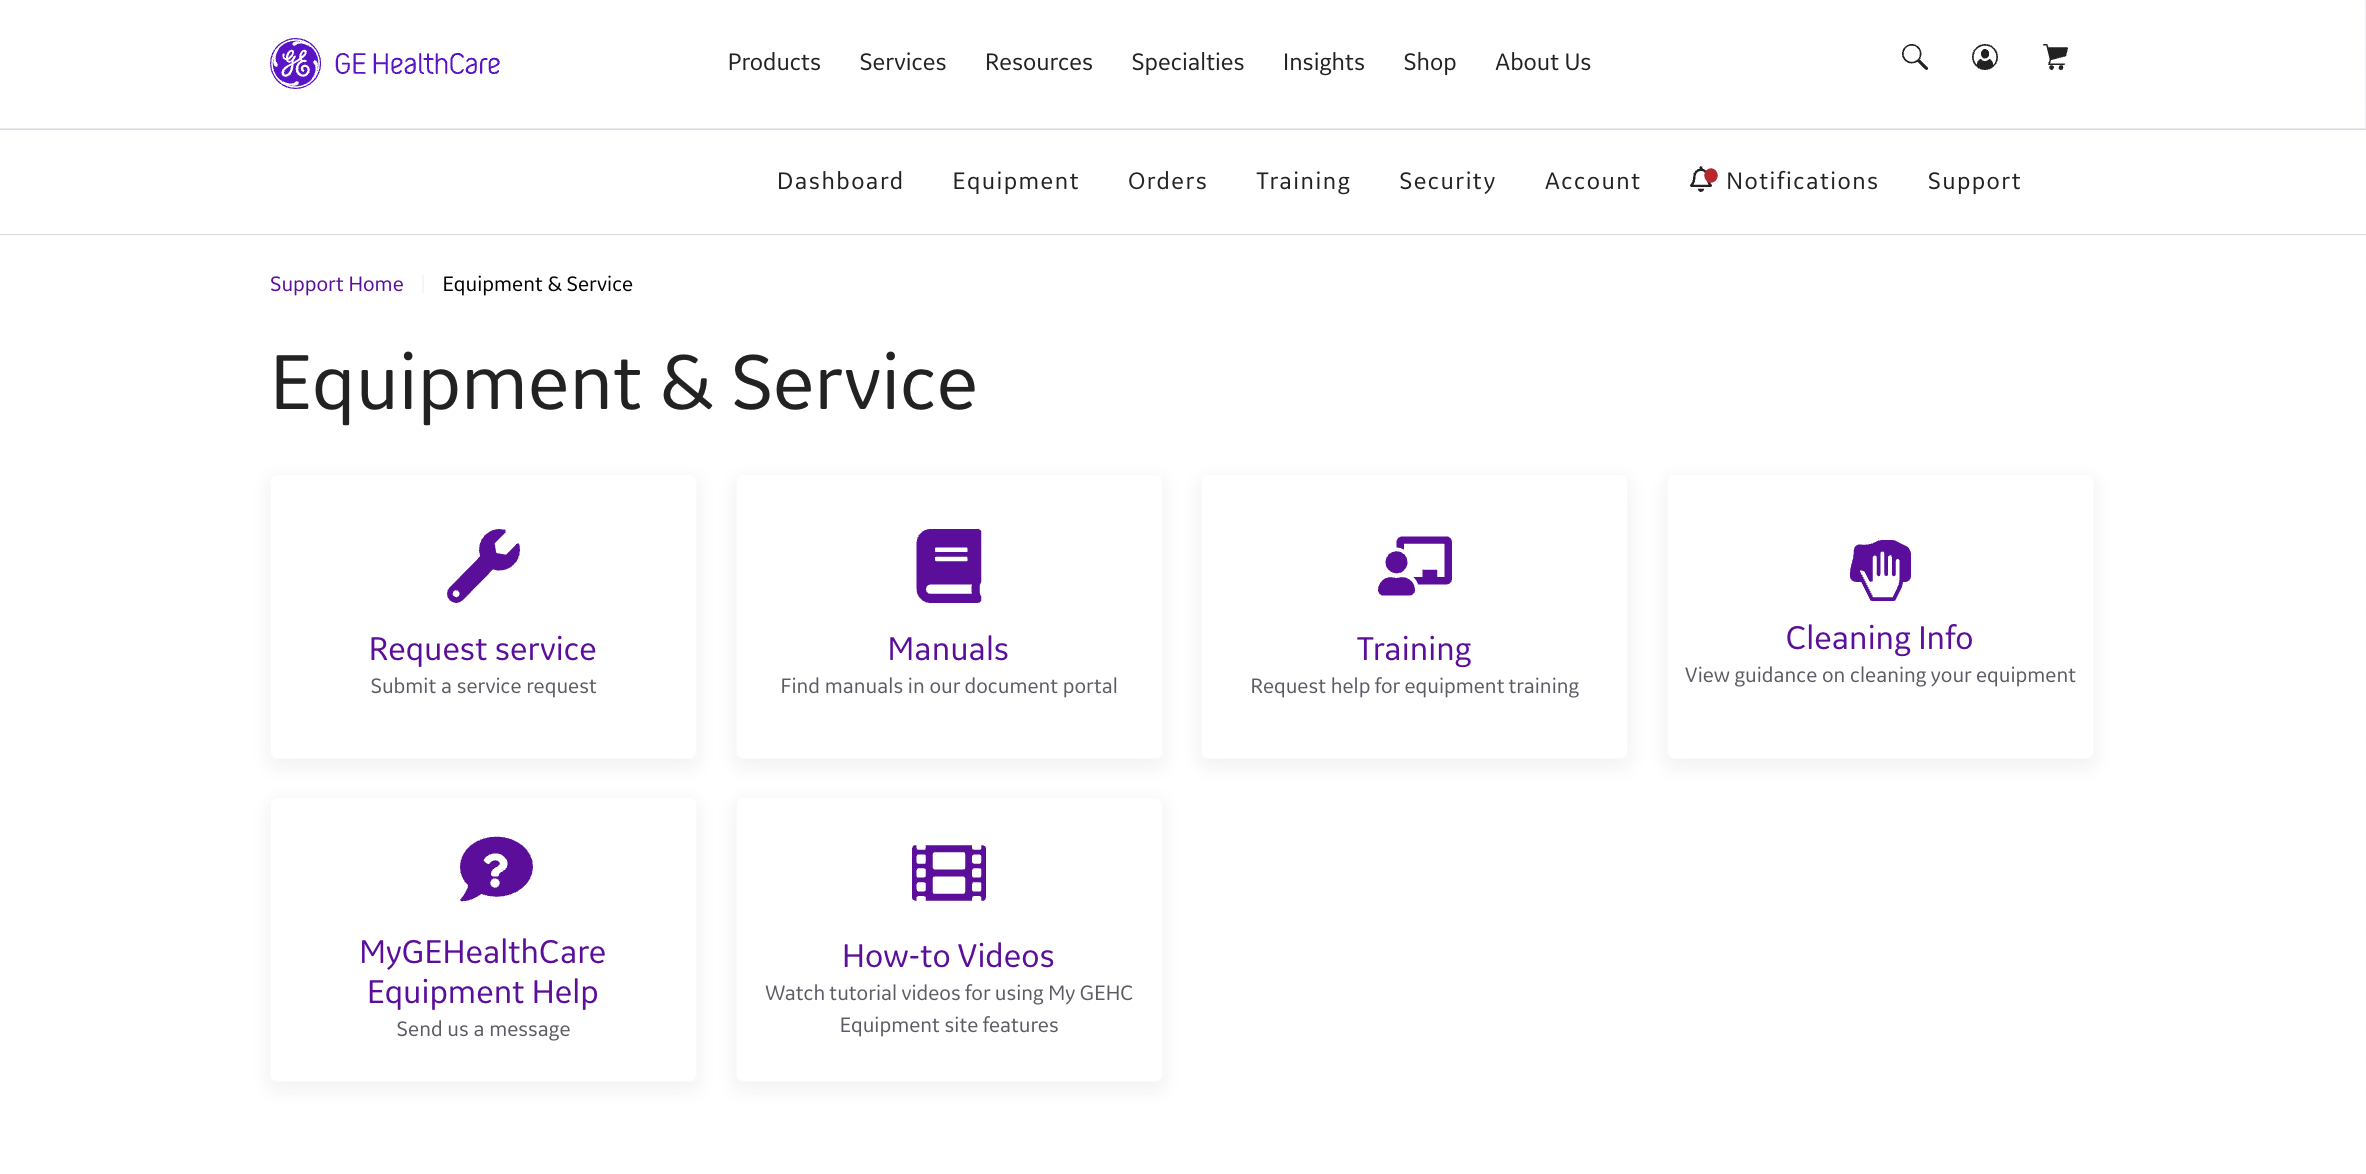 GE HealthCare
Products Services Resources Specialties Insights Shop About Us
Dashboard Equipment Orders Training Security Account Notifications Support
Support Home Equipment & Service
Equipment & Service
Request service
Submit a service request
Manuals
Find manuals in our document portal
Training
Request help for equipment training
Cleaning Info
View guidance on cleaning your equipment
MyGEHealthCare
Equipment Help
Send us a message
How-to Videos
Watch tutorial videos for using My GEHC
Equipment site features